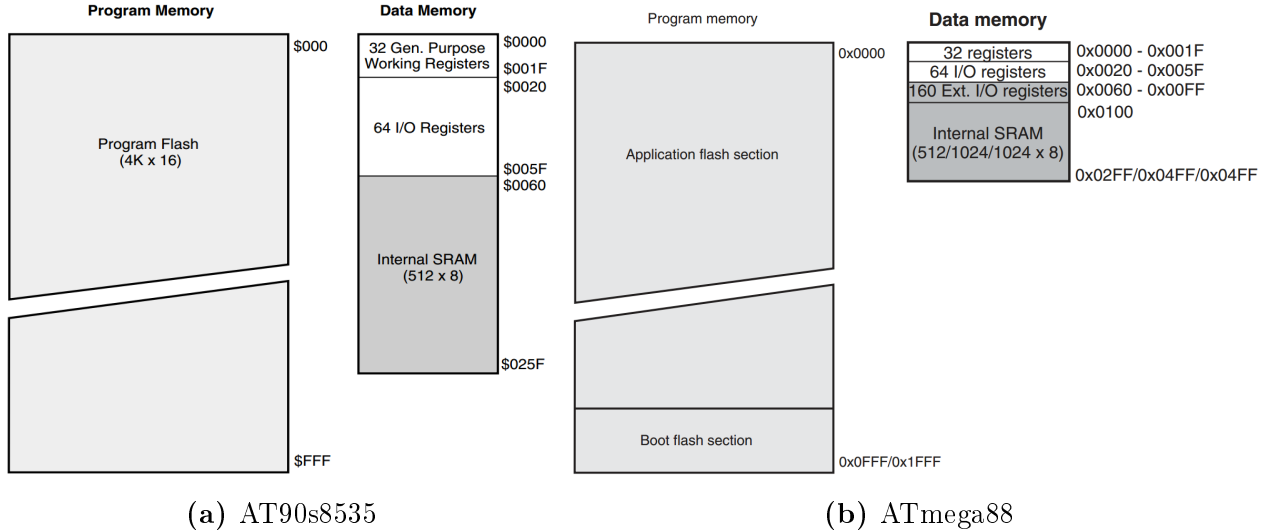 Program Memory
$000
Program Flash
(4K x 16)
$FFF
Data Memory
32 Gen. Purpose
Working Registers
$0000
$001F
$0020
64 I/O Registers
$005F
$0060
Internal SRAM
(512 x 8)
$025F
(a) AT90s8535
Program memory
0x0000
Application flash section
Boot flash section
0x0FFF/0x1FFF
Data memory
32 registers
0x0000 - 0x001F
64 I/O registers
0x0020 - 0x005F
160 Ext. I/O registers
0x0060 - 0x00FF
0x0100
Internal SRAM
(512/1024/1024 x 8)
0x02FF/0x04FF/0x04FF
(b) ATmega88